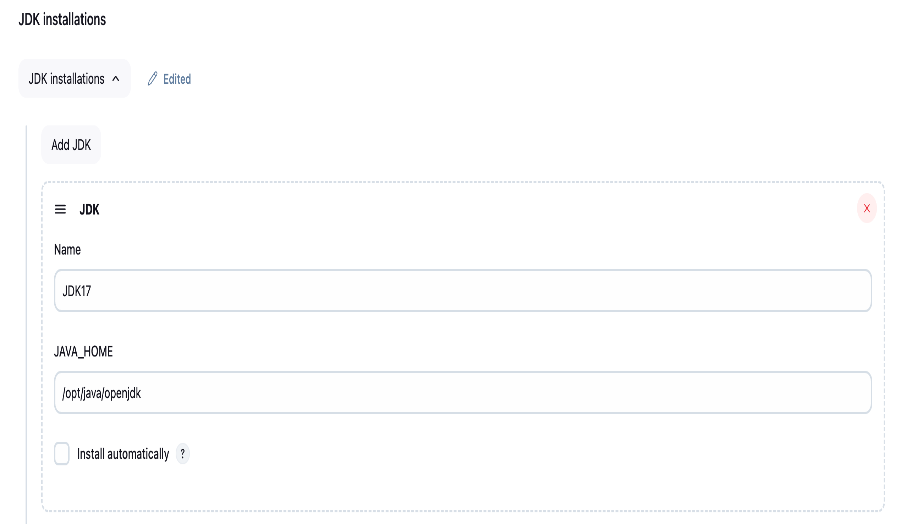 JDK installations
JDK installations
Edited
Add JDK
JDK
X
Name
JDK17
JAVA_HOME
/opt/java/openjdk
Install automatically ?